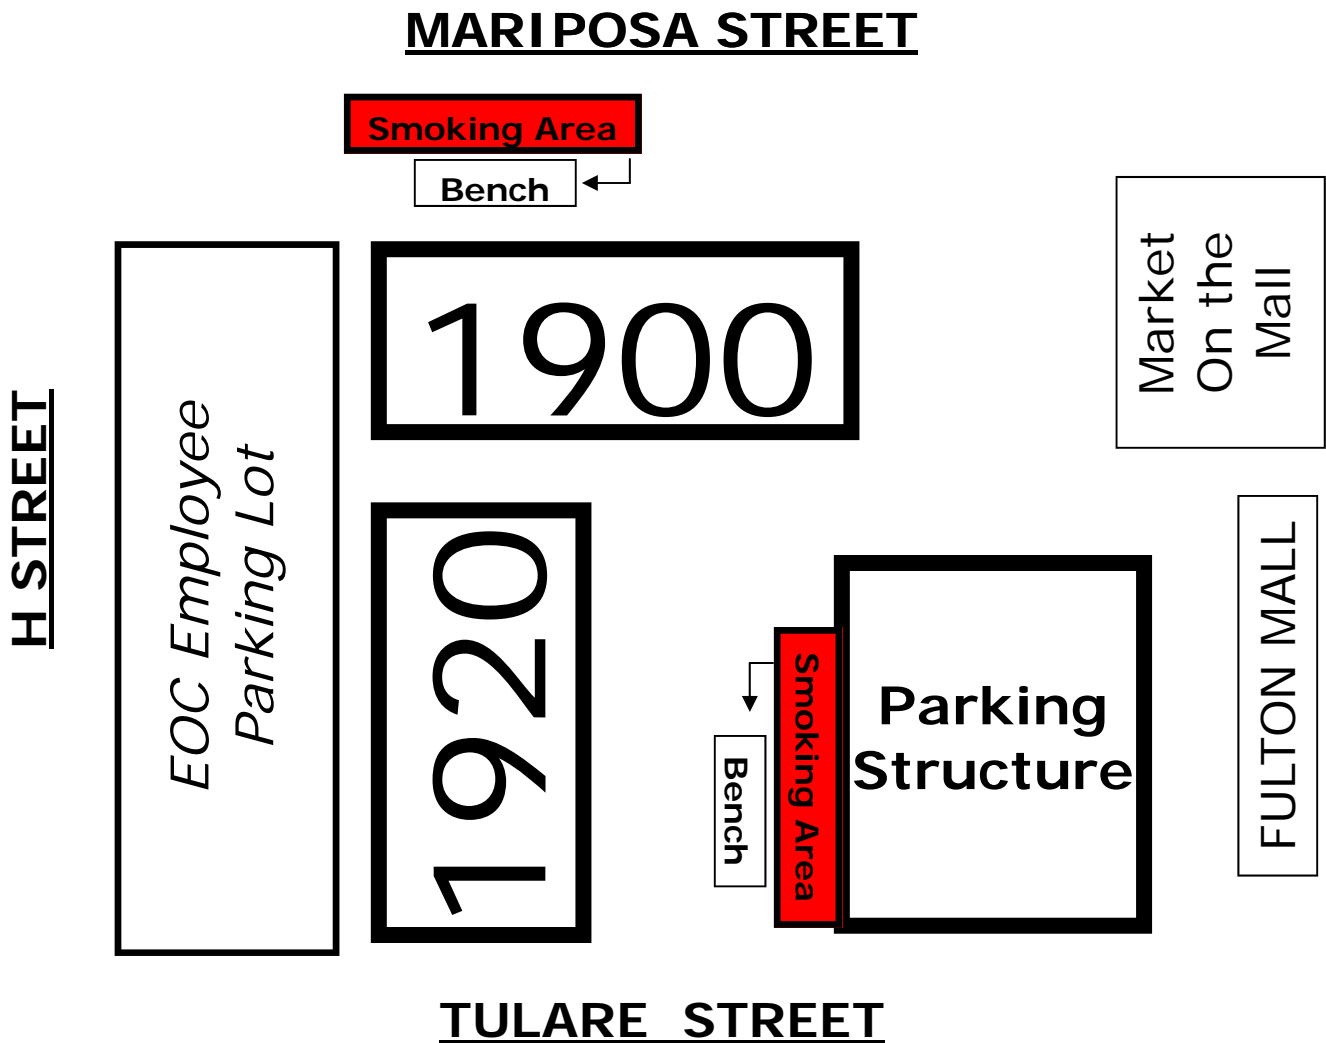 MARIPOSA STREET
Smoking Area
Bench
Market
On the
Mall
1900
H STREET
EOC Employee
Parking Lot
1920
Smoking Area
Bench
Parking
Structure
FULTON MALL
TULARE STREET